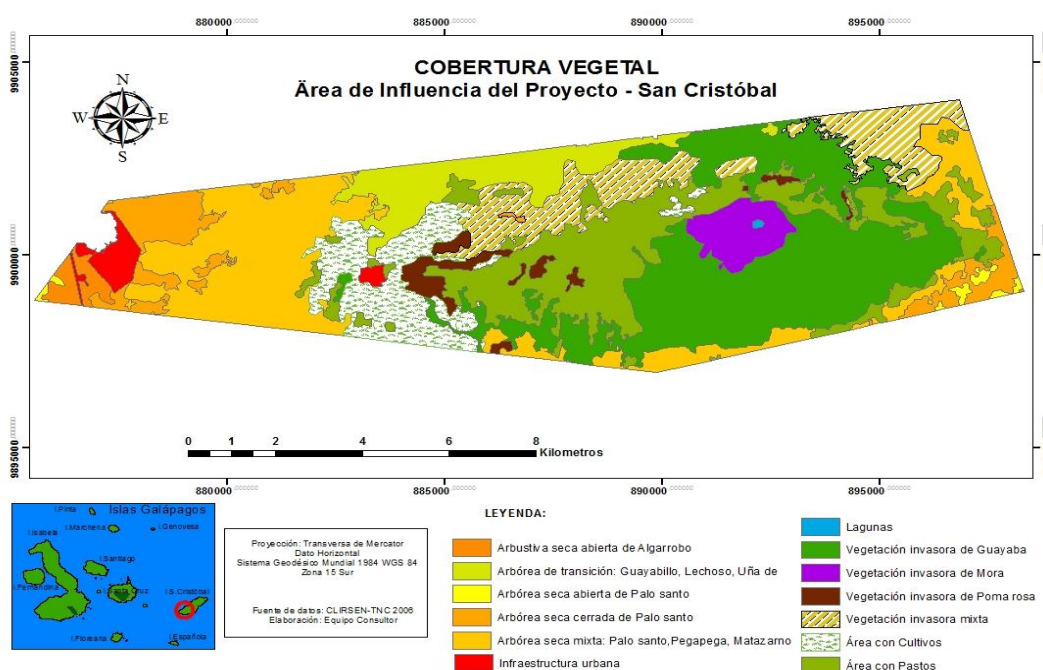 880000
885000
890000
895000
COBERTURA VEGETAL
Área de Influencia del Proyecto - San Cristóbal
N
W E
S
9905000
9900000
9895000
0 1 2 4 6 8
Kilometros
880000
885000
890000
895000
Islas Galápagos
I.Pinta
I.Marchena
I.Genovesa
I.Isabela
I.Santiago
I.Fernandina
I.Santa Cruz
I.S.Cristóbal
I.Floreana
I.Española
Proyección: Transversa de Mercator
Dato Horizontal
Sistema Geodésico Mundial 1984 WGS 84
Zona 15 Sur
Fuente de datos: CLIRSEN-TNC 2006
Elaboración: Equipo Consultor
LEYENDA:
Arbustiva seca abierta de Algarrobo
Arbórea de transición: Guayabillo, Lechoso, Uña de
Arbórea seca abierta de Palo santo
Arbórea seca cerrada de Palo santo
Arbórea seca mixta: Palo santo,Pegapega, Matazarno
Infraestructura urbana
Lagunas
Vegetación invasora de Guayaba
Vegetación invasora de Mora
Vegetación invasora de Poma rosa
Vegetación invasora mixta
Área con Cultivos
Área con Pastos